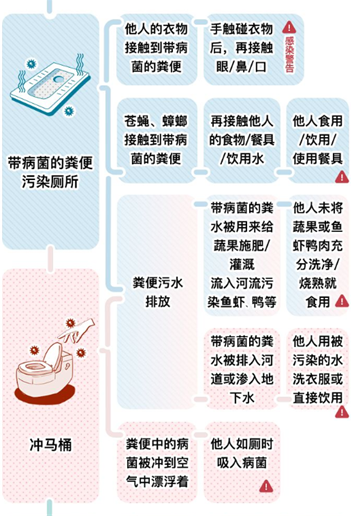 带病菌的粪便
污染厕所
他人的衣物
接触到带病
菌的粪便
手触碰衣物
后，再接触
眼/鼻/口
感染警告
苍蝇、蟑螂
接触到带病
菌的粪便
再接触他人
的食物/餐具
/饮用水
他人食用
/饮用/
使用餐具
粪便污水
排放
带病菌的粪
水被用来给
蔬果施肥/
灌溉
流入河流污
染鱼虾.鸭等
他人未将
蔬果或鱼
虾鸭肉充
分洗净/
烧熟就
食用
带病菌的粪
水被排入河
道或渗入地
下水
他人用被
污染的水
洗衣服或
直接饮用
冲马桶
粪便中的病
菌被冲到空
气中漂浮着
他人如厕时
吸入病菌